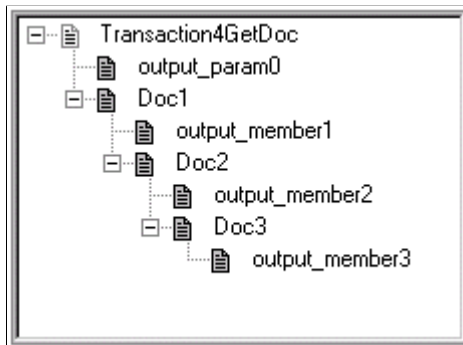 Transaction4GetDoc
output_param0
Doc1
output_member1
Doc2
output_member2
Doc3
output_member3